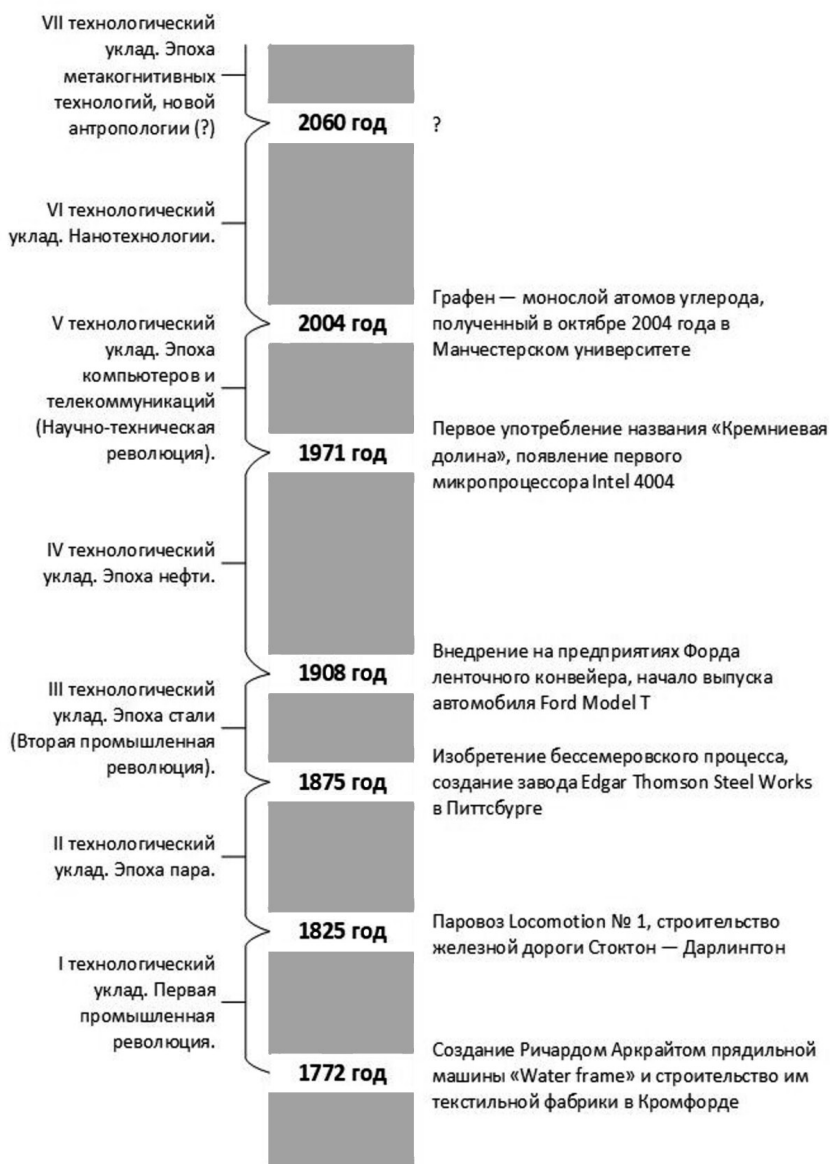 VII технологический
уклад. Эпоха
метакогнитивных
технологий, новой
антропологии (?)
2060 год
?
VI технологический
уклад. Нанотехнологии.
2004 год
Графен — монослой атомов углерода,
полученный в октябре 2004 года в
Манчестерском университете
V технологический
уклад. Эпоха
компьютеров и
телекоммуникаций
(Научно-техническая
революция).
1971 год
Первое употребление названия «Кремниевая
долина», появление первого
микропроцессора Intel 4004
IV технологический
уклад. Эпоха нефти.
1908 год
Внедрение на предприятиях Форда
ленточного конвейера, начало выпуска
автомобиля Ford Model T
III технологический
уклад. Эпоха стали
(Вторая промышленная
революция).
1875 год
Изобретение бессемеровского процесса,
создание завода Edgar Thomson Steel Works
в Питтсбурге
II технологический
уклад. Эпоха пара.
1825 год
Паровоз Locomotion № 1, строительство
железной дороги Стоктон — Дарлингтон
I технологический
уклад. Первая
промышленная
революция.
1772 год
Создание Ричардом Аркрайтом прядильной
машины «Water frame» и строительство им
текстильной фабрики в Кромфорде